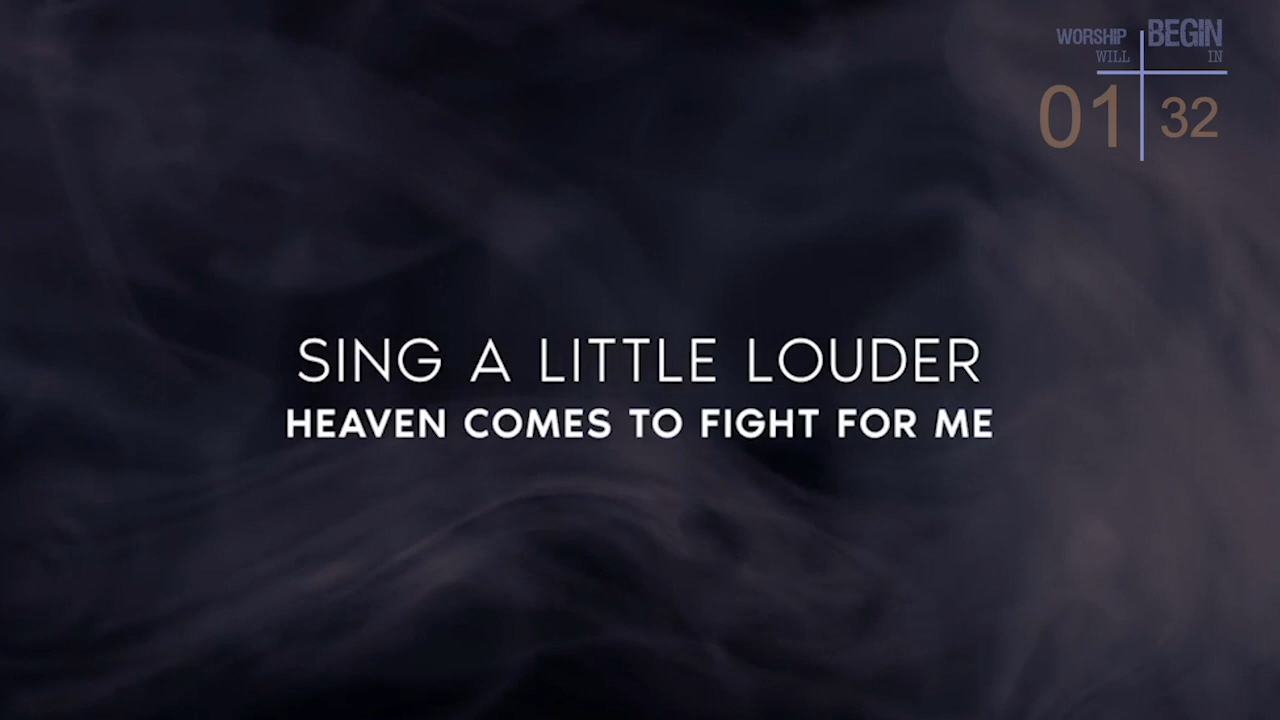 WORSHIP BEGIN
WILL IN
01 32
SING A LITTLE LOUDER
HEAVEN COMES TO FIGHT FOR ME